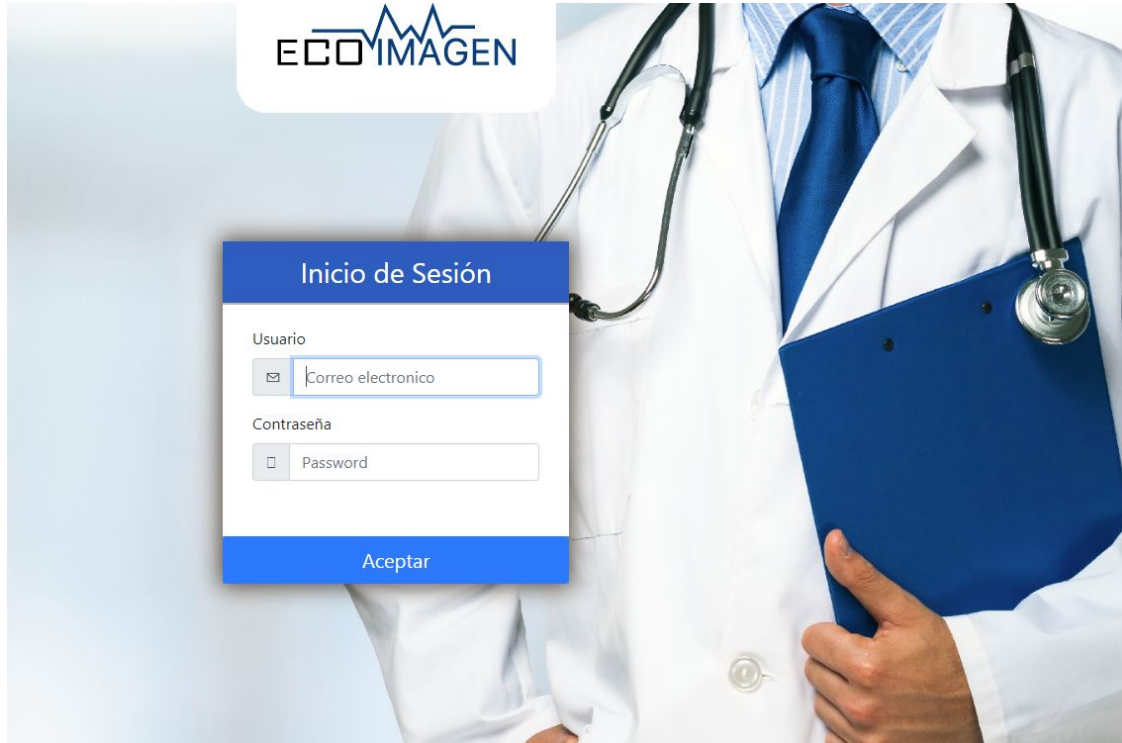 ECOIMAGEN
Inicio de Sesión
Usuario
Correo electronico
Contraseña
Password
Aceptar